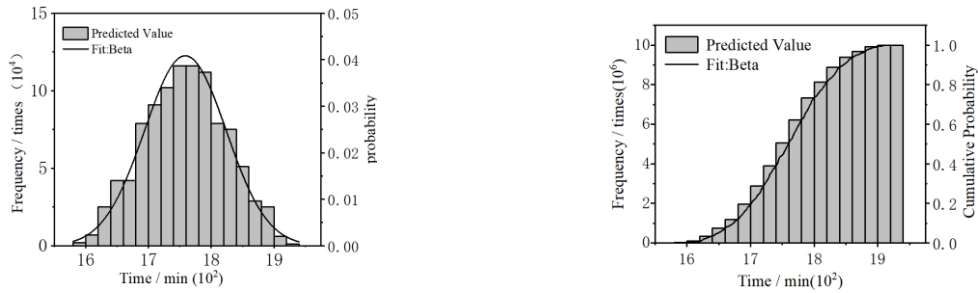 15
10
5
0
Frequency / times (10⁴)
Predicted Value
Fit:Beta
0.05
0.04
0.03
0.02
0.01
0.00
probability
16 17 18 19
Time / min (10²)
10
8
6
4
2
0
Frequency / times(10⁶)
Predicted Value
Fit:Beta
1.0
0.8
0.6
0.4
0.2
0.0
Cumulative Probability
16 17 18 19
Time / min(10²)